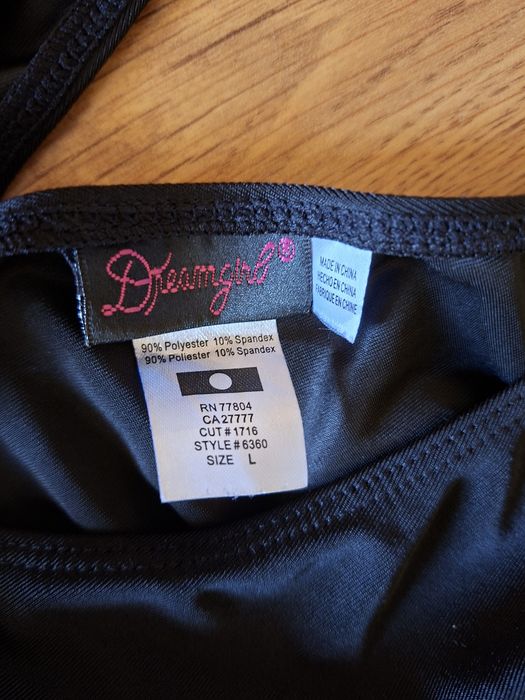 Dreamgirl®
MADE IN CHINA
HECHO EN CHINA
FABRIQUE EN CHINE
90% Polyester 10% Spandex
90% Poliester 10% Spandex
RN 77804
CA 27777
CUT # 1716
STYLE # 6360
SIZE L